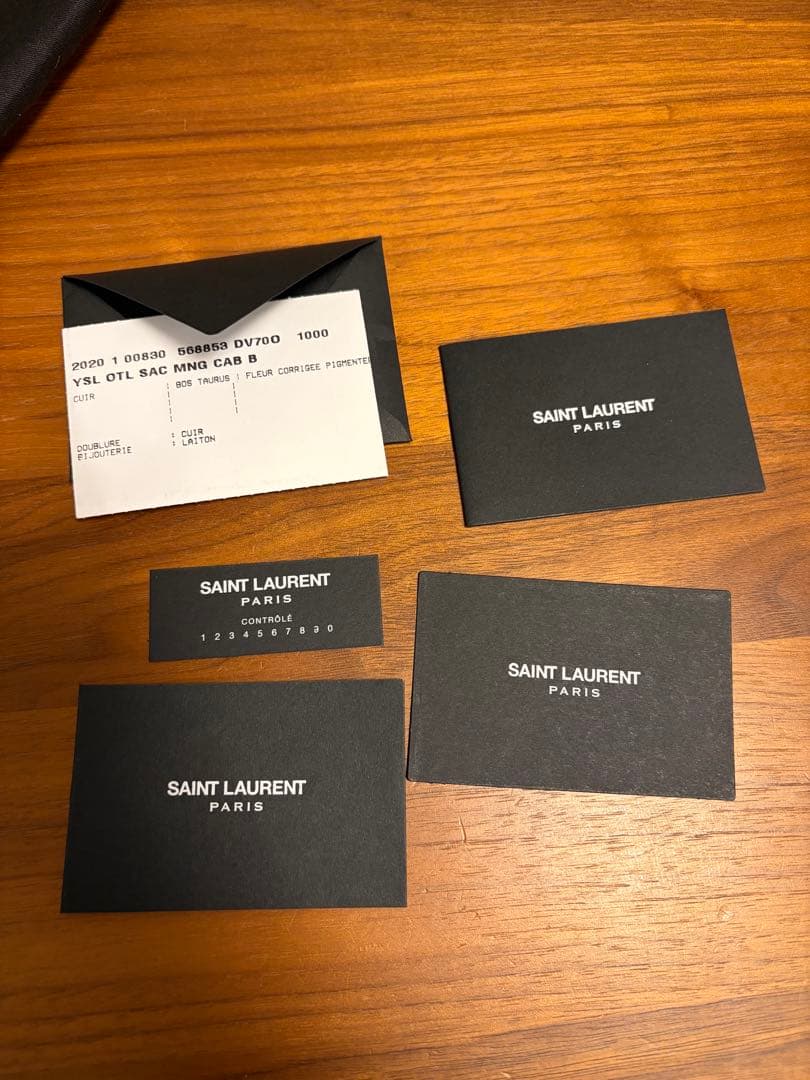 2020 1 00830 568853 DV70O 1000
YSL OTL SAC MNG CAB B
CUIR : BOS TAURUS : FLEUR CORRIGEE PIGMENTE
DOUBLURE : CUIR
BIJOUTERIE : LAITON
SAINT LAURENT
PARIS
SAINT LAURENT
PARIS
CONTRÔLÉ
1 2 3 4 5 6 7 8 9 0
SAINT LAURENT
PARIS
SAINT LAURENT
PARIS